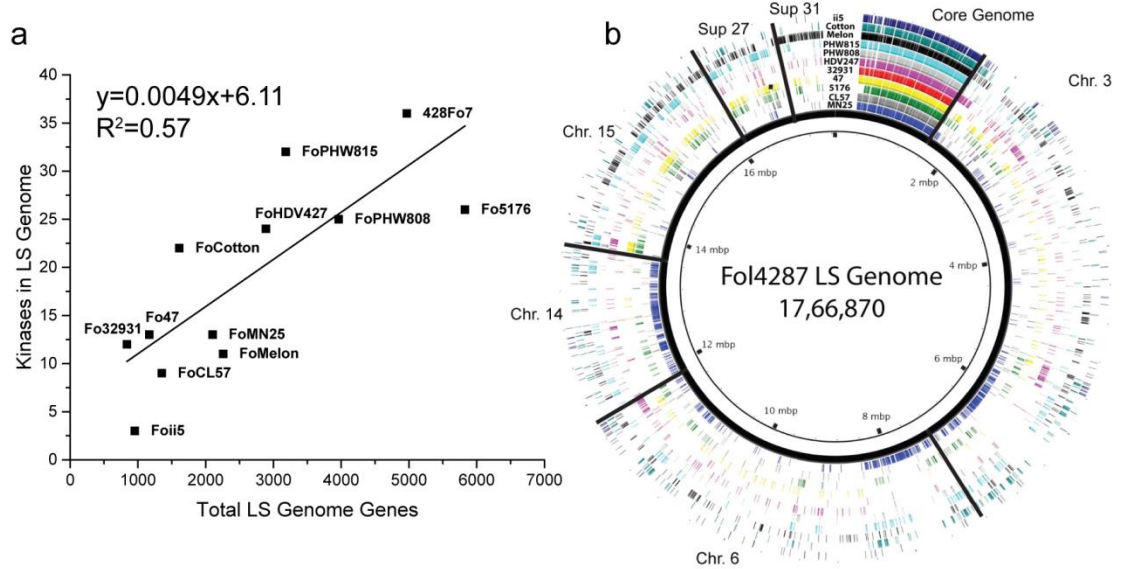 a
y=0.0049x+6.11
R²=0.57
Kinases in LS Genome
40
35
30
25
20
15
10
5
0
428Fo7
FoPHW815
Fo5176
FoHDV427
FoPHW808
FoCotton
Fo47
Fo32931
FoMN25
FoMelon
FoCL57
Foii5
0 1000 2000 3000 4000 5000 6000 7000
Total LS Genome Genes
b
Sup 31
Sup 27
Core Genome
Chr. 3
Chr. 15
Chr. 14
Chr. 6
ii5
Cotton
Melon
PHW815
PHW808
HDV247
32931
47
5176
CL57
MN25
16 mbp
2 mbp
14 mbp
4 mbp
Fol4287 LS Genome
17,66,870
12 mbp
6 mbp
10 mbp
8 mbp